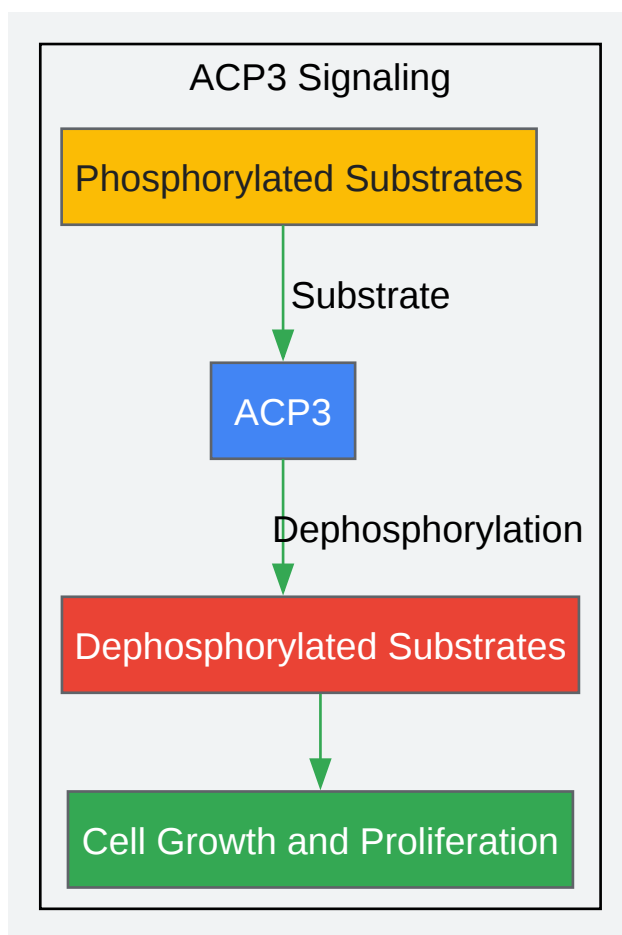 ACP3 Signaling
Phosphorylated Substrates
Substrate
ACP3
Dephosphorylation
Dephosphorylated Substrates
Cell Growth and Proliferation